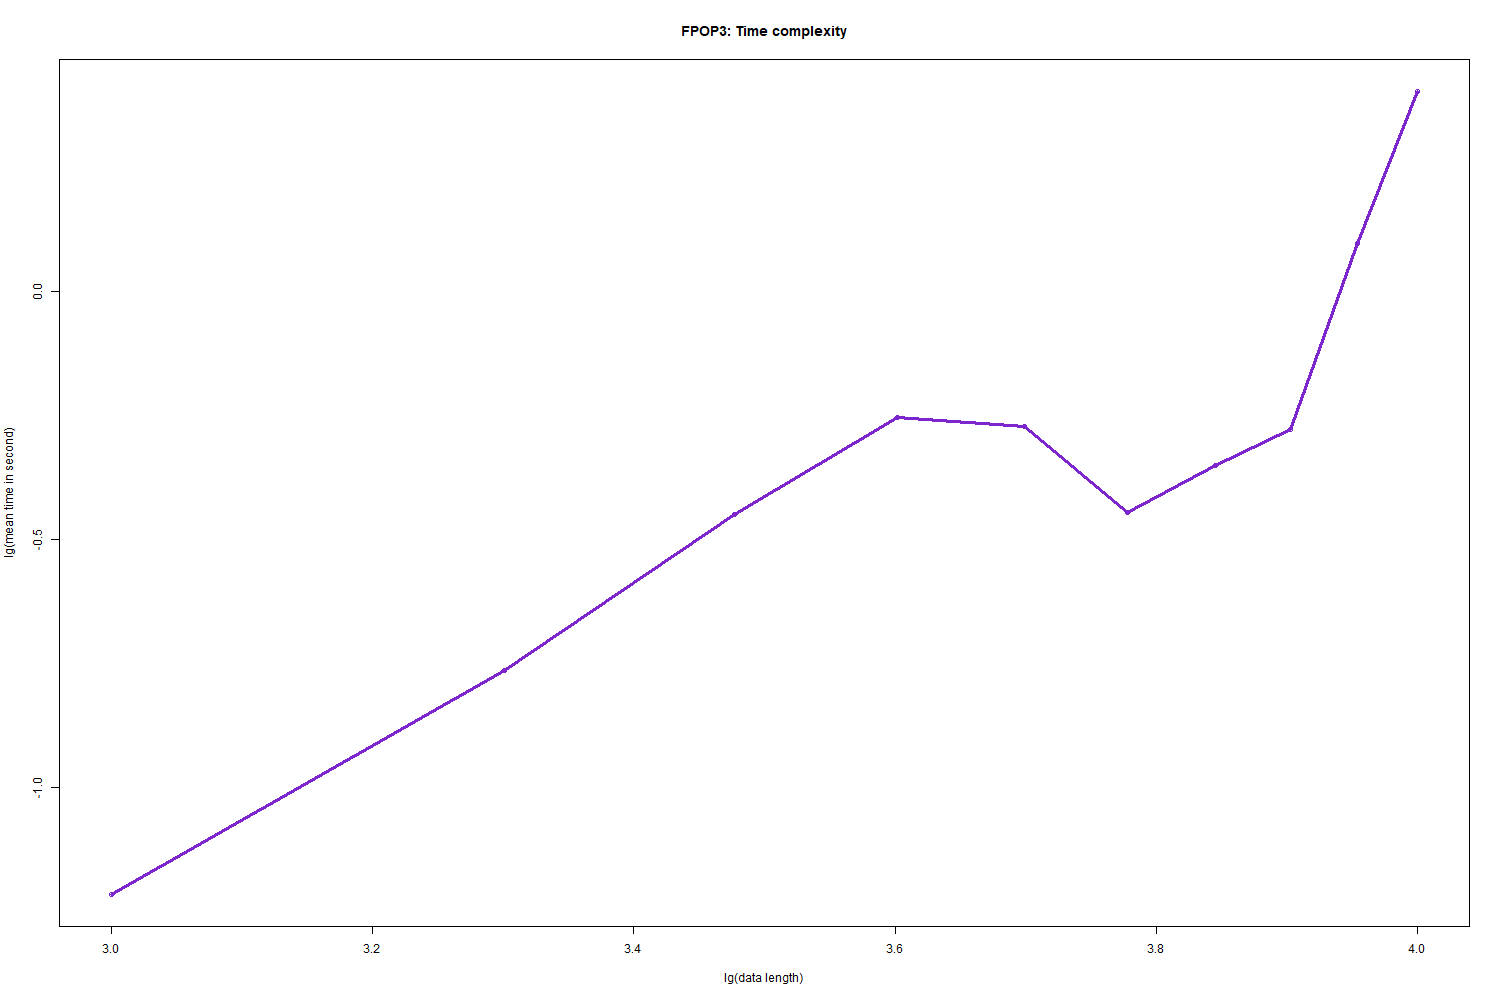 FPOP3: Time complexity
lg(mean time in second)
0.0
-0.5
-1.0
3.0 3.2 3.4 3.6 3.8 4.0
lg(data length)